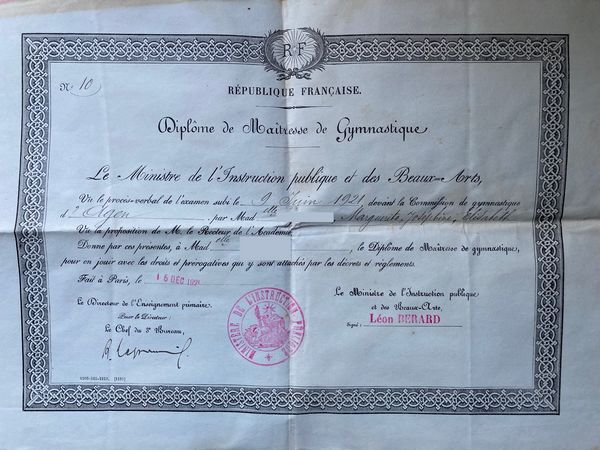 R F
N° 10
RÉPUBLIQUE FRANÇAISE.
Diplôme de Maîtresse de Gymnastique
Le Ministre de l'Instruction publique et des Beaux-Arts,
Vu le procès-verbal de l'examen subi le 9 Juin 1921, devant la Commission de gymnastique
d' Agen, par Mad elle Marguerite, Joséphine, Elisabeth
Vu la proposition de M. le Recteur de l'Académie
Donne par ces présentes, à Mad elle, le Diplôme de Maîtresse de gymnastique,
pour en jouir avec les droits et prérogatives qui y sont attachés par les décrets et règlements.
Fait à Paris, le 15 DEC 1921
Le Directeur de l'Enseignement primaire,
Pour le Directeur:
Le Chef du 3e Bureau,
MINISTÈRE DE L'INSTRUCTION PUBLIQUE
Le Ministre de l'Instruction publique
et des Beaux-Arts,
Signé: Léon BERARD